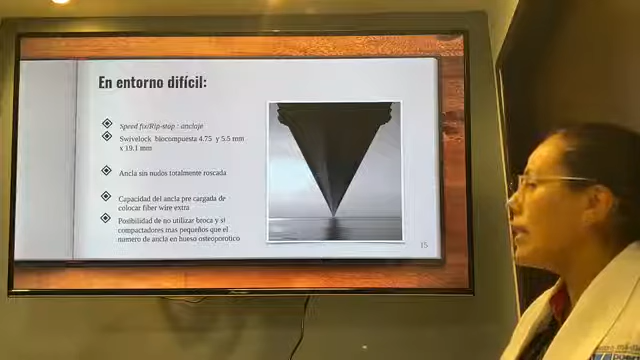 En entorno difícil:
Speed fix/Rip-stop : anclaje
Swivelock biocompuesta 4.75 y 5.5 mm
x 19.1 mm
Ancla sin nudos totalmente roscada
Capacidad del ancla pre cargada de
colocar fiber wire extra
Posibilidad de no utilizar broca y si
compactadores mas pequeños que el
numero de ancla en hueso osteoporotico
15